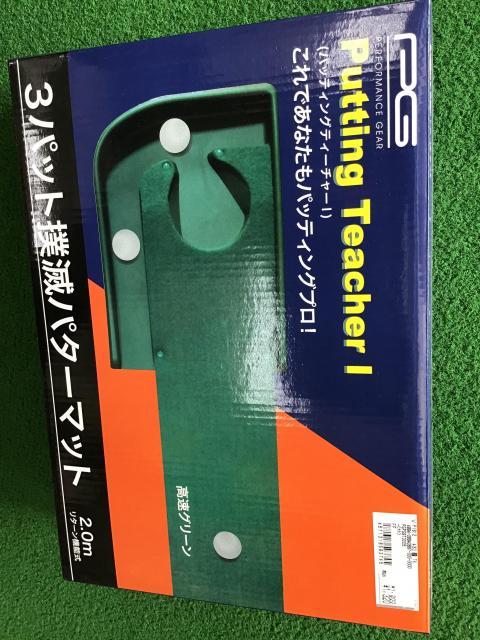 PG
PERFORMANCE GEAR
Putting Teacher I
(パッティングティーチャーI)
これであなたもパッティングプロ!
高速グリーン
3パット撲滅パターマット
2.0m
リターン機能式